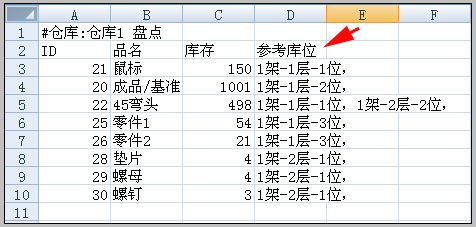 A B C D E F
1 #仓库:仓库1 盘点
2 ID 品名 库存 参考库位
3 21 鼠标 150 1架-1层-1位,
4 20 成品/基准 1001 1架-1层-2位,
5 22 45弯头 498 1架-1层-1位, 1架-2层-2位,
6 25 零件1 54 1架-1层-3位,
7 26 零件2 21 1架-1层-3位,
8 28 垫片 4 1架-2层-1位,
9 29 螺母 4 1架-2层-1位,
10 30 螺钉 3 1架-2层-1位,
11